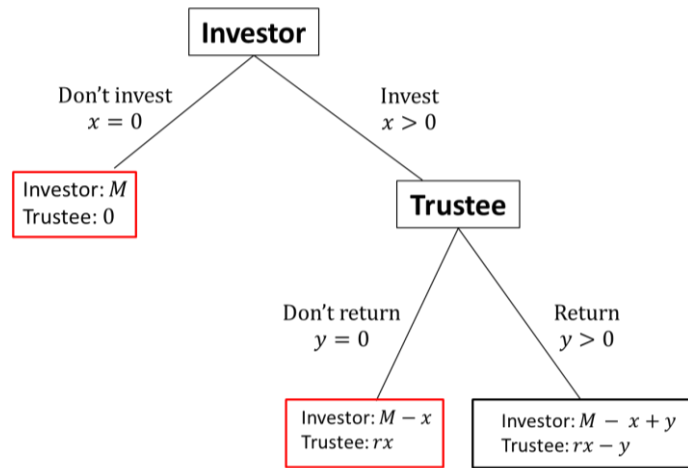 Investor
Don't invest
x = 0
Invest
x > 0
Investor: M
Trustee: 0
Trustee
Don't return
y = 0
Return
y > 0
Investor: M − x
Trustee: rx
Investor: M − x + y
Trustee: rx − y